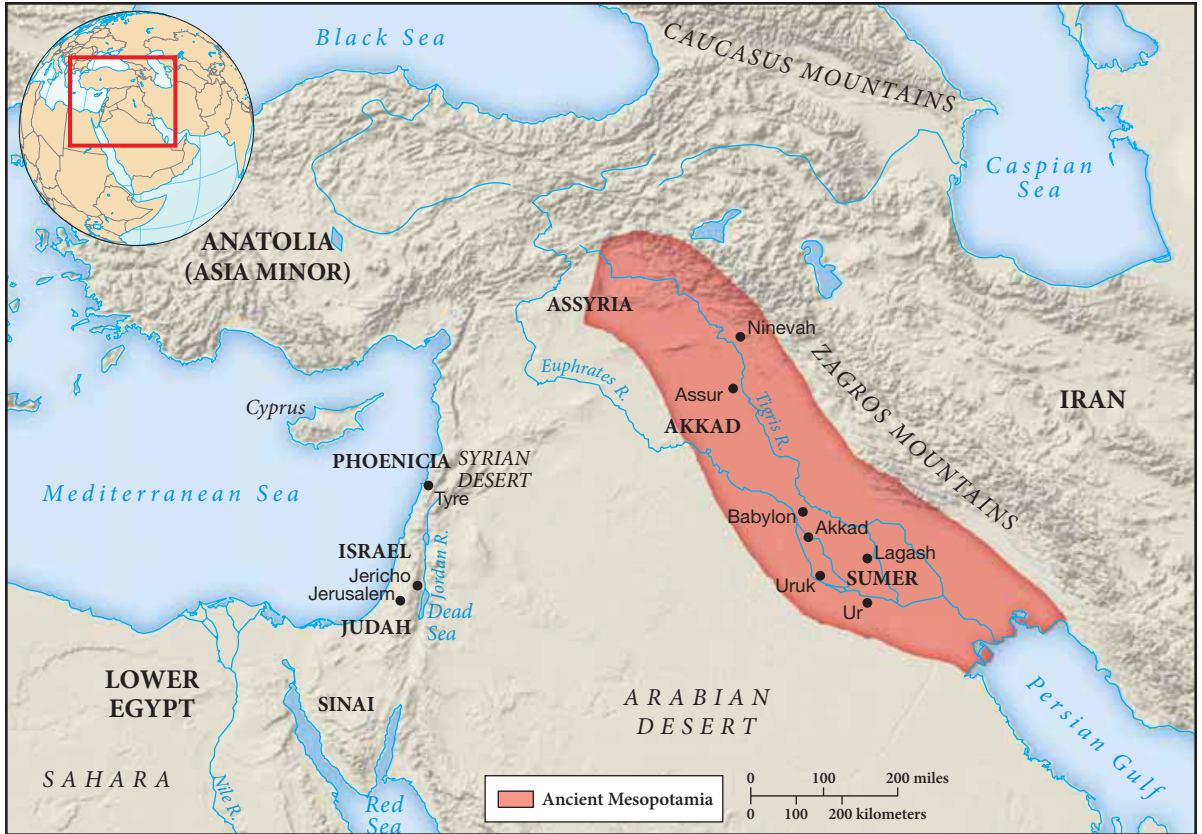 Black Sea
CAUCASUS MOUNTAINS
Caspian
Sea
ANATOLIA
(ASIA MINOR)
ASSYRIA
Ninevah
Euphrates R.
ZAGROS MOUNTAINS
Assur
Tigris R.
IRAN
Cyprus
AKKAD
PHOENICIA
SYRIAN
DESERT
Mediterranean Sea
Tyre
Babylon
Akkad
ISRAEL
Jordan R.
Lagash
Jericho
Uruk
SUMER
Jerusalem
Dead
Sea
Ur
JUDAH
LOWER
EGYPT
SINAI
ARABIAN
DESERT
Persian Gulf
SAHARA
Nile R.
Red
Sea
Ancient Mesopotamia
0 100 200 miles
0 100 200 kilometers